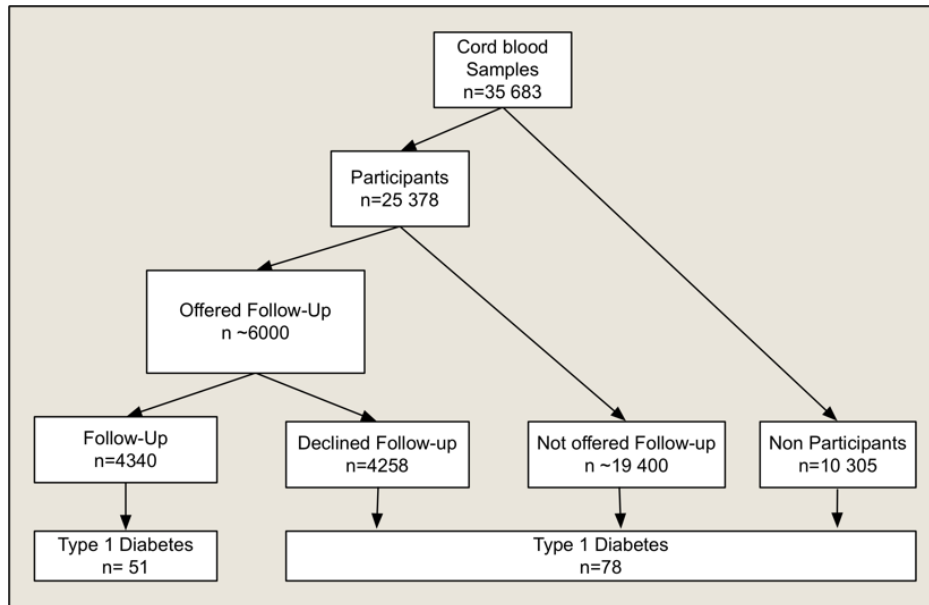 Cord blood
Samples
n=35 683
Participants
n=25 378
Offered Follow-Up
n ~6000
Follow-Up
n=4340
Declined Follow-up
n=4258
Not offered Follow-up
n ~19 400
Non Participants
n=10 305
Type 1 Diabetes
n= 51
Type 1 Diabetes
n=78